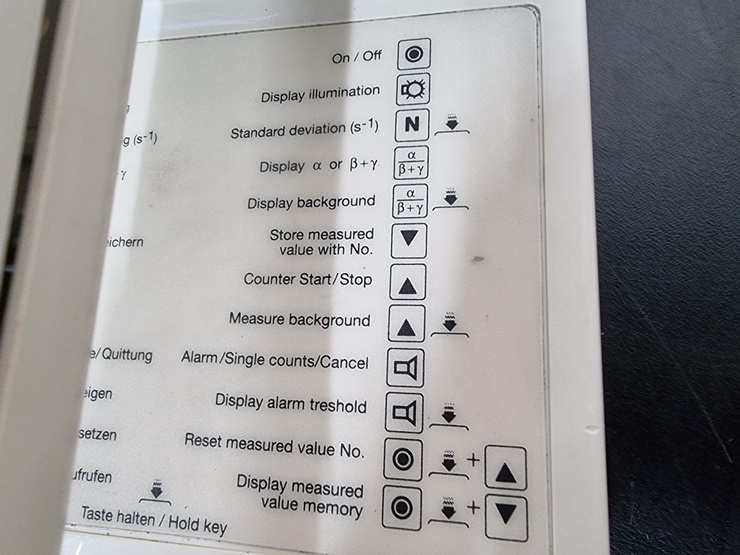 On / Off
Display illumination
g (s-1) Standard deviation (s-1) N
γ Display α or β+γ α β+γ
Display background α β+γ
Store measured
ichern value with No.
Counter Start/Stop
Measure background
e/Quittung Alarm/Single counts/Cancel
eigen Display alarm treshold
setzen Reset measured value No. +
ufrufen Display measured
value memory +
Taste halten / Hold key